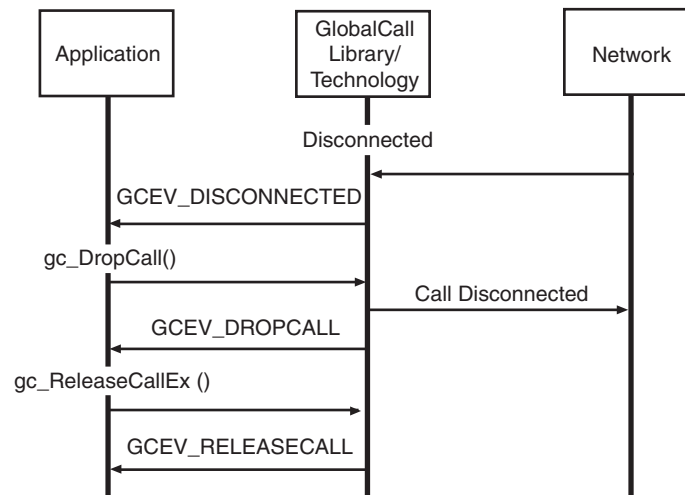 Application
GlobalCall
Library/
Technology
Network
Disconnected
GCEV_DISCONNECTED
gc_DropCall()
Call Disconnected
GCEV_DROPCALL
gc_ReleaseCallEx ()
GCEV_RELEASECALL